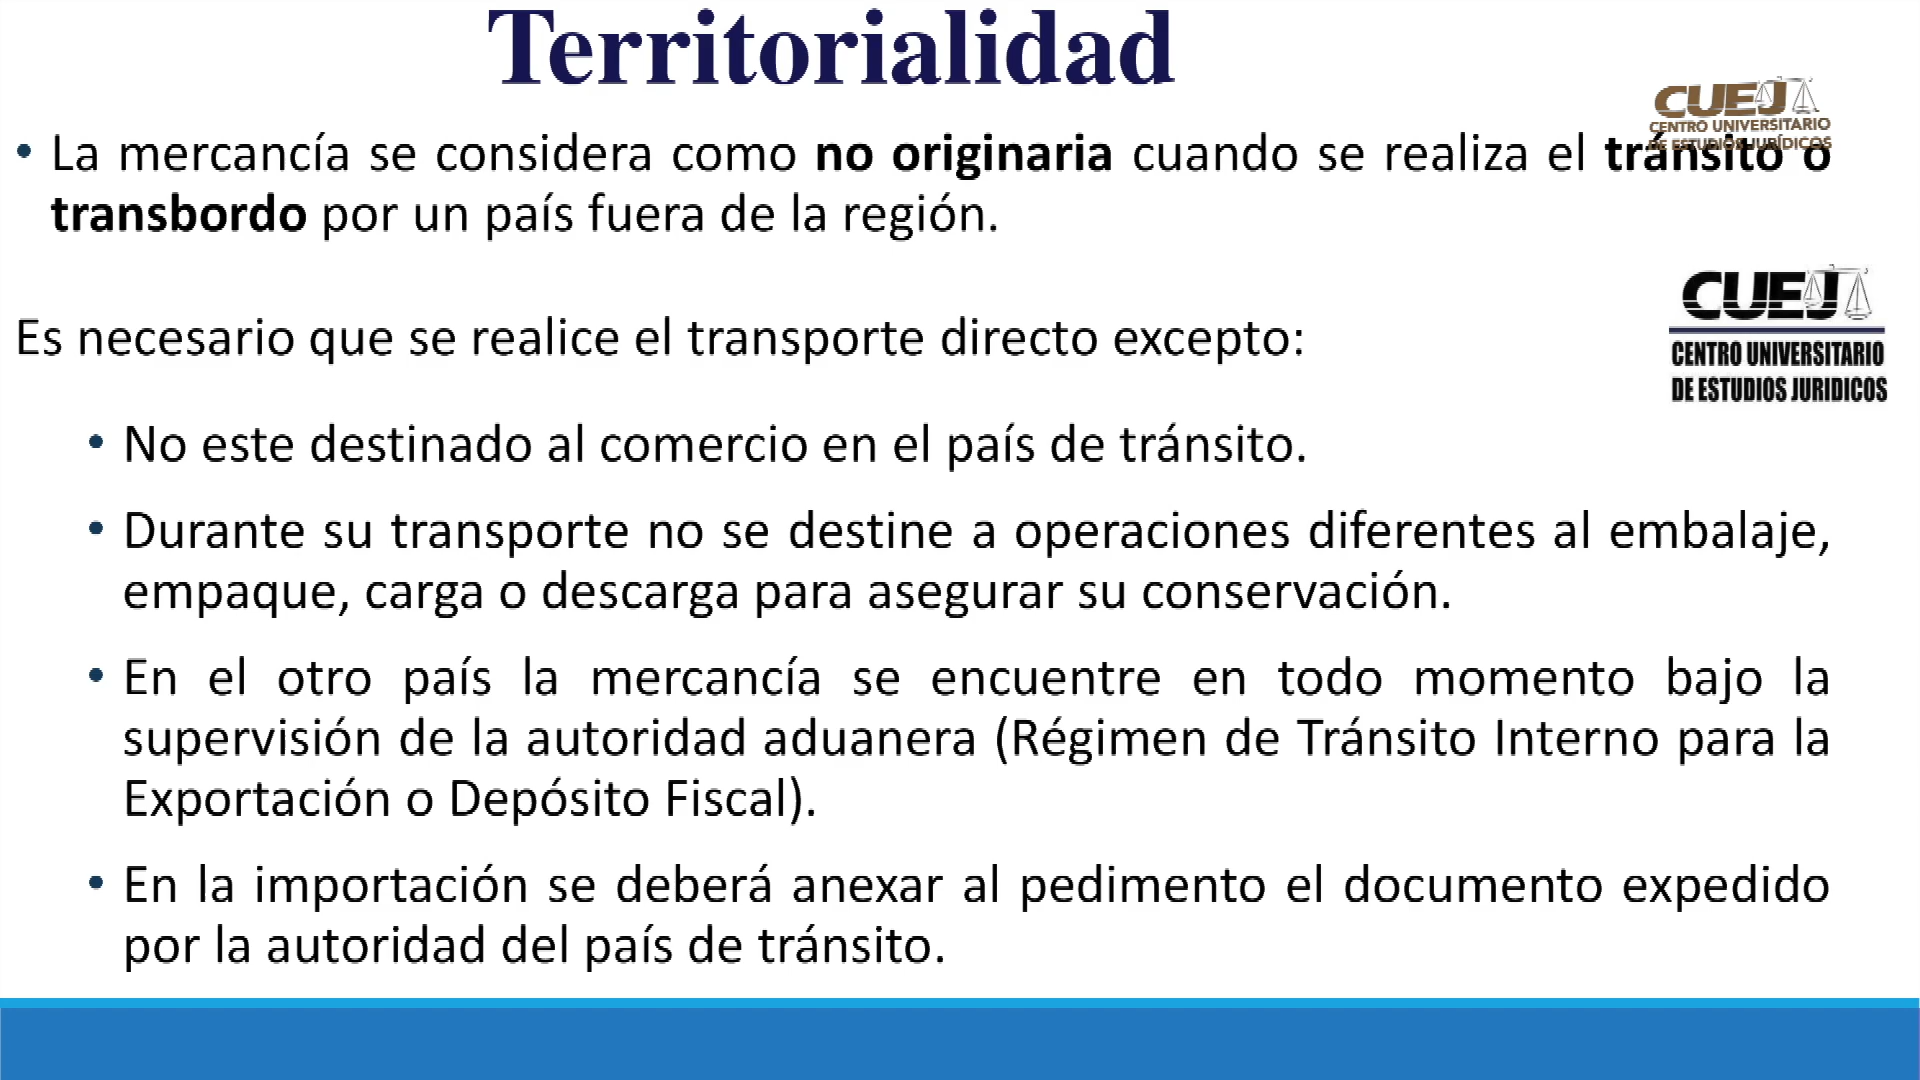 Territorialidad
CUEJ
CENTRO UNIVERSITARIO
DE ESTUDIOS JURÍDICOS
• La mercancía se considera como no originaria cuando se realiza el tránsito o
transbordo por un país fuera de la región.
CUEJ
CENTRO UNIVERSITARIO
DE ESTUDIOS JURIDICOS
Es necesario que se realice el transporte directo excepto:
• No este destinado al comercio en el país de tránsito.
• Durante su transporte no se destine a operaciones diferentes al embalaje,
empaque, carga o descarga para asegurar su conservación.
• En el otro país la mercancía se encuentre en todo momento bajo la
supervisión de la autoridad aduanera (Régimen de Tránsito Interno para la
Exportación o Depósito Fiscal).
• En la importación se deberá anexar al pedimento el documento expedido
por la autoridad del país de tránsito.